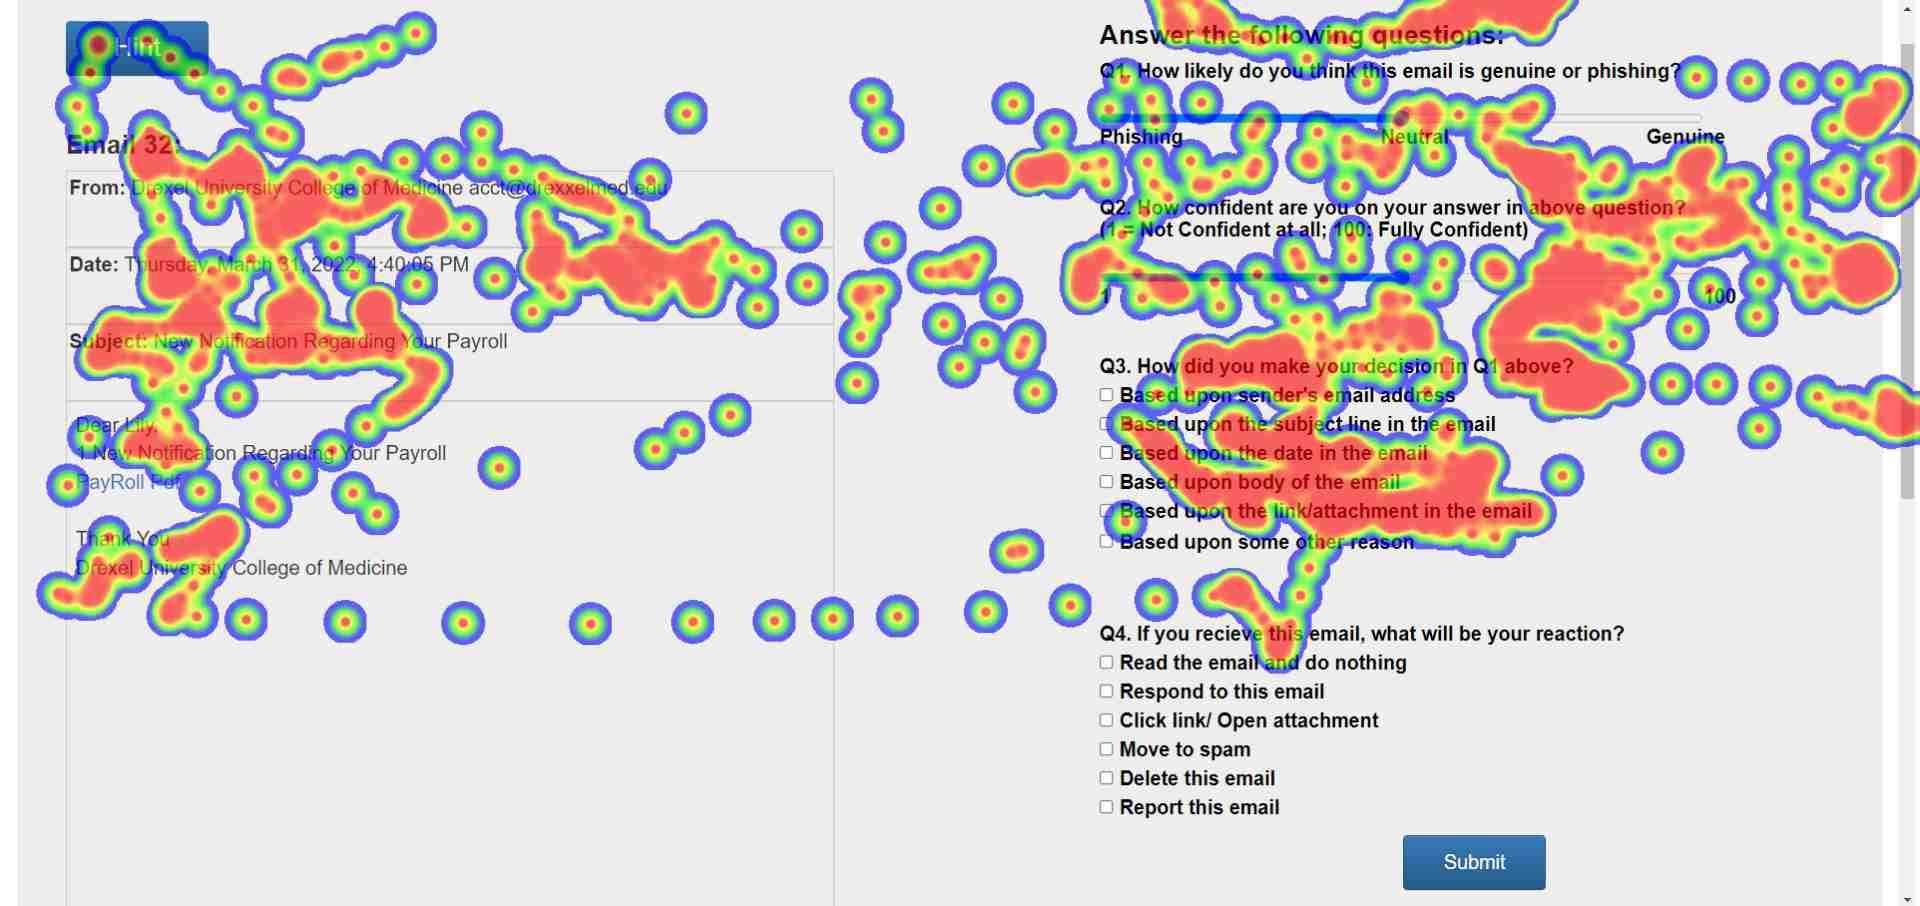 Hint
Email 32:
From: Drexel University College of Medicine acct@drexxelmed.edu
Date: Thursday, March 31, 2022, 4:40:05 PM
Subject: New Notification Regarding Your Payroll
Dear Lily,
1 New Notification Regarding Your Payroll
PayRoll Pdf
Thank You
Drexel University College of Medicine
Answer the following questions:
Q1. How likely do you think this email is genuine or phishing?
Phishing Neutral Genuine
Q2. How confident are you on your answer in above question?
(1 = Not Confident at all; 100: Fully Confident)
1 100
Q3. How did you make your decision in Q1 above?
Based upon sender's email address
Based upon the subject line in the email
Based upon the date in the email
Based upon body of the email
Based upon the link/attachment in the email
Based upon some other reason
Q4. If you recieve this email, what will be your reaction?
Read the email and do nothing
Respond to this email
Click link/ Open attachment
Move to spam
Delete this email
Report this email
Submit